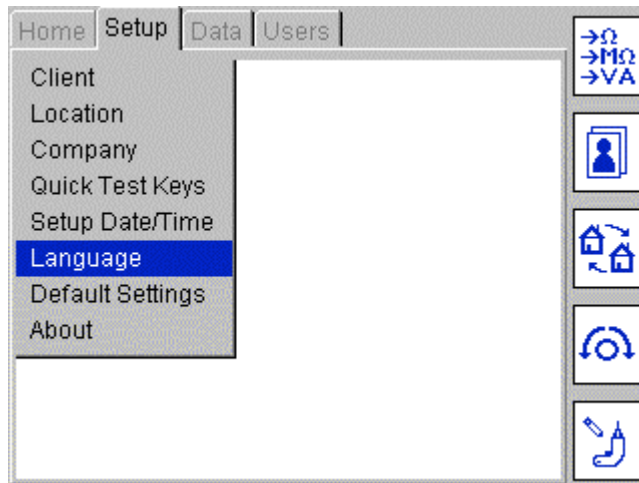 Home Setup Data Users
Client
Location
Company
Quick Test Keys
Setup Date/Time
Language
Default Settings
About
→Ω
→MΩ
→VA